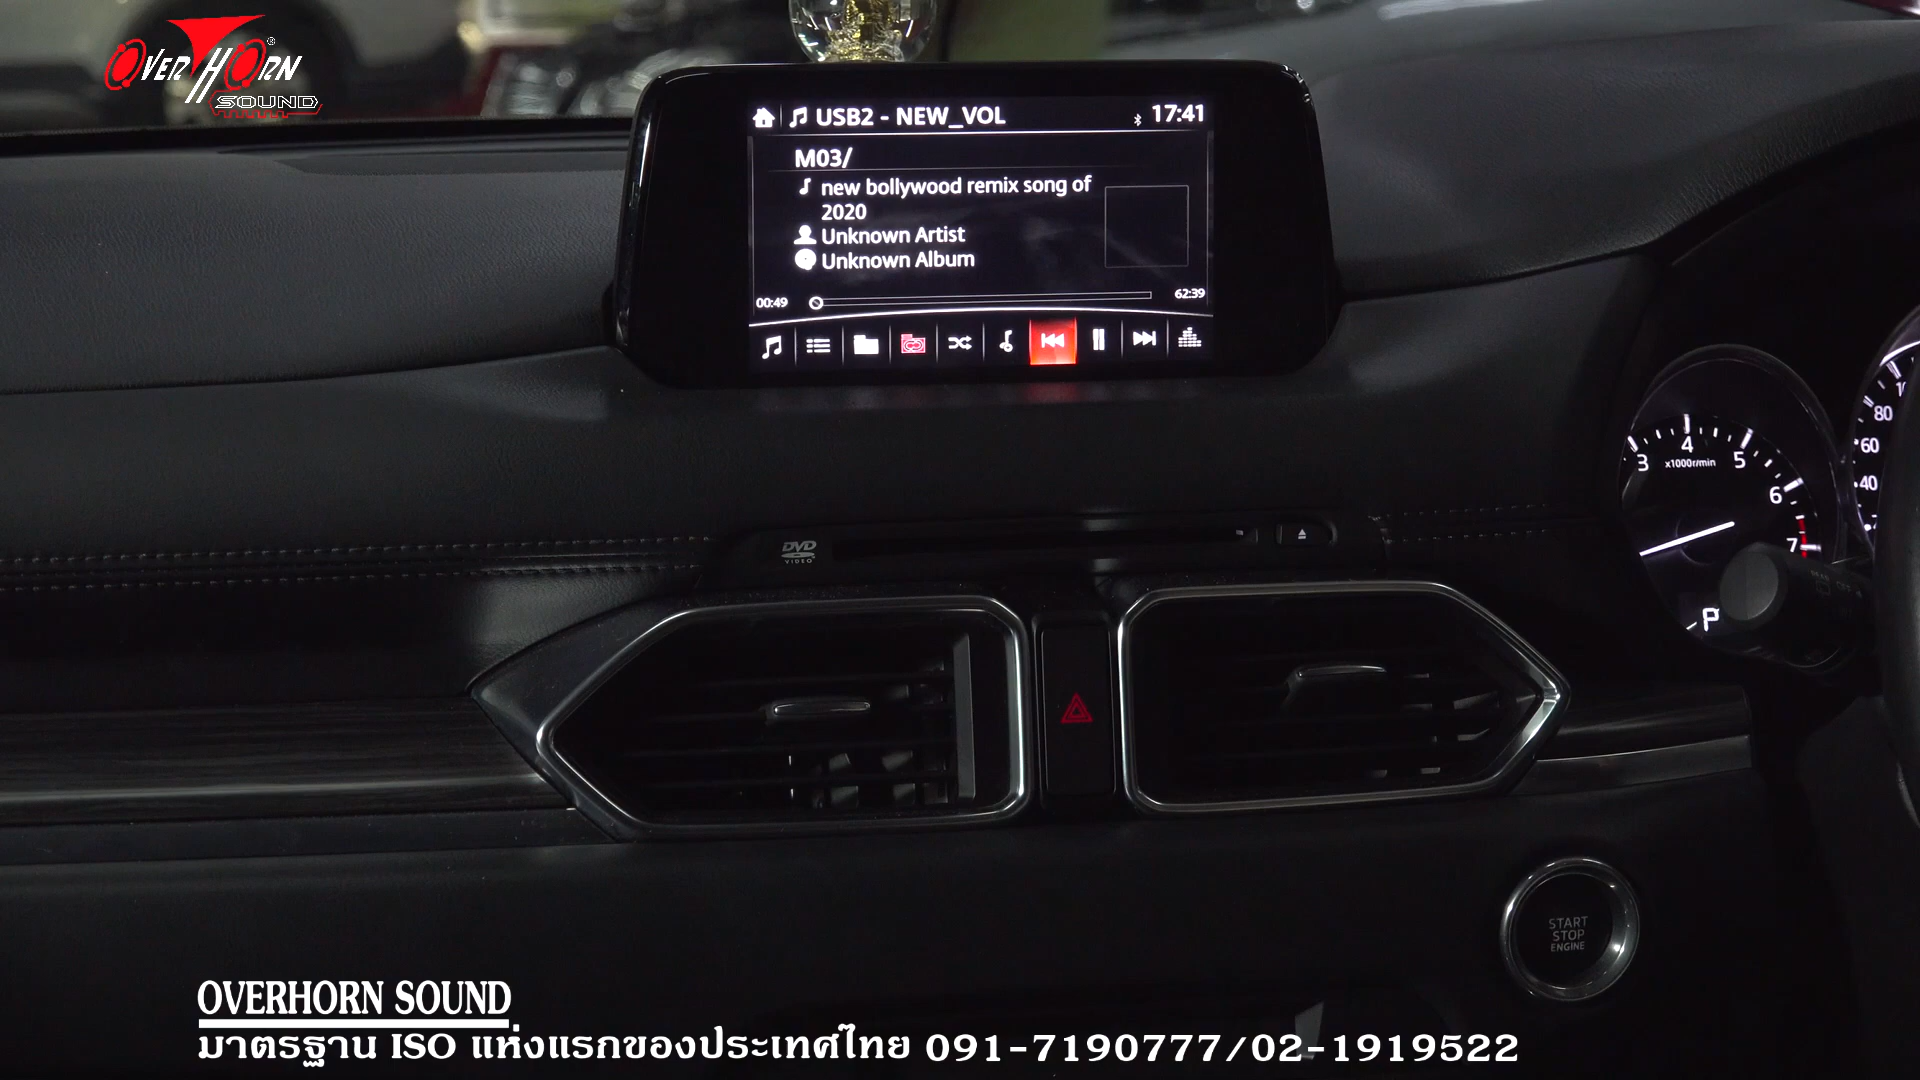 OVERHORN®
SOUND
USB2 - NEW_VOL
17:41
M03/
new bollywood remix song of
2020
Unknown Artist
Unknown Album
00:49
62:39
3 4 5 6 7
x1000r/min
P
80
60
40
DVD
VIDEO
START
STOP
ENGINE
OVERHORN SOUND
มาตรฐาน ISO แห่งแรกของประเทศไทย 091-7190777/02-1919522